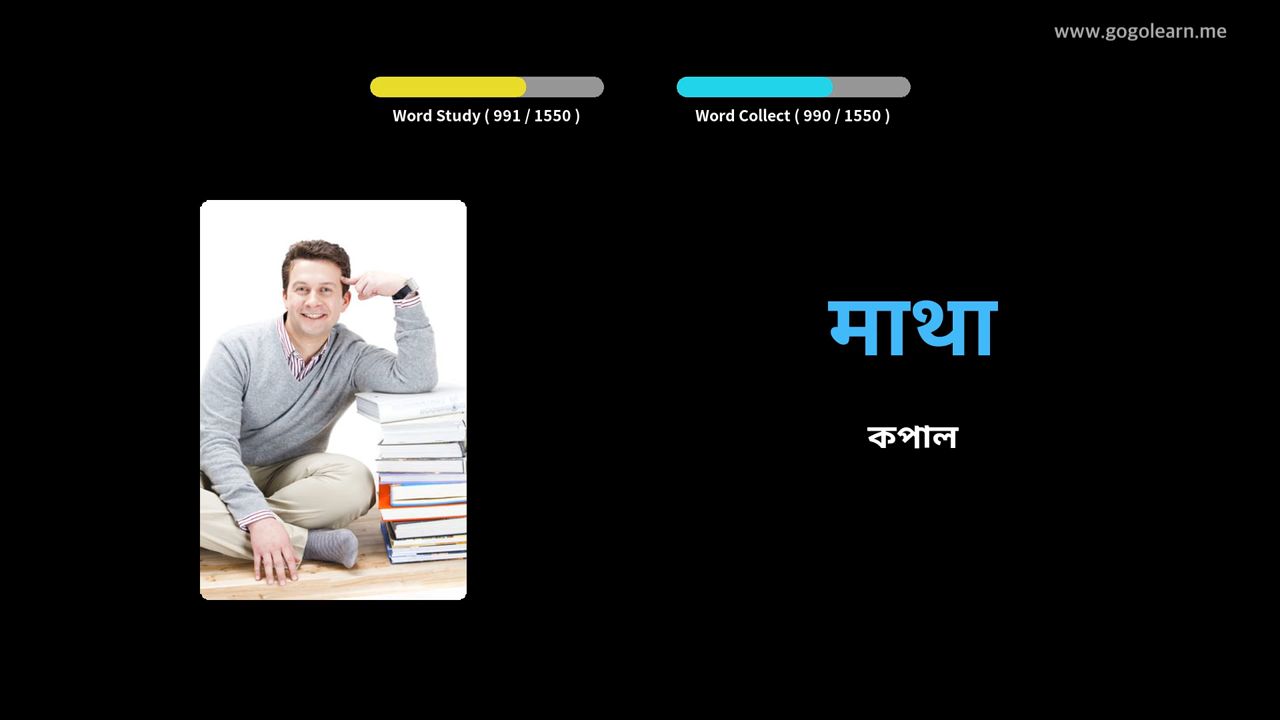 www.gogolearn.me
Word Study ( 991 / 1550 )
Word Collect ( 990 / 1550 )
माथा
কপাল